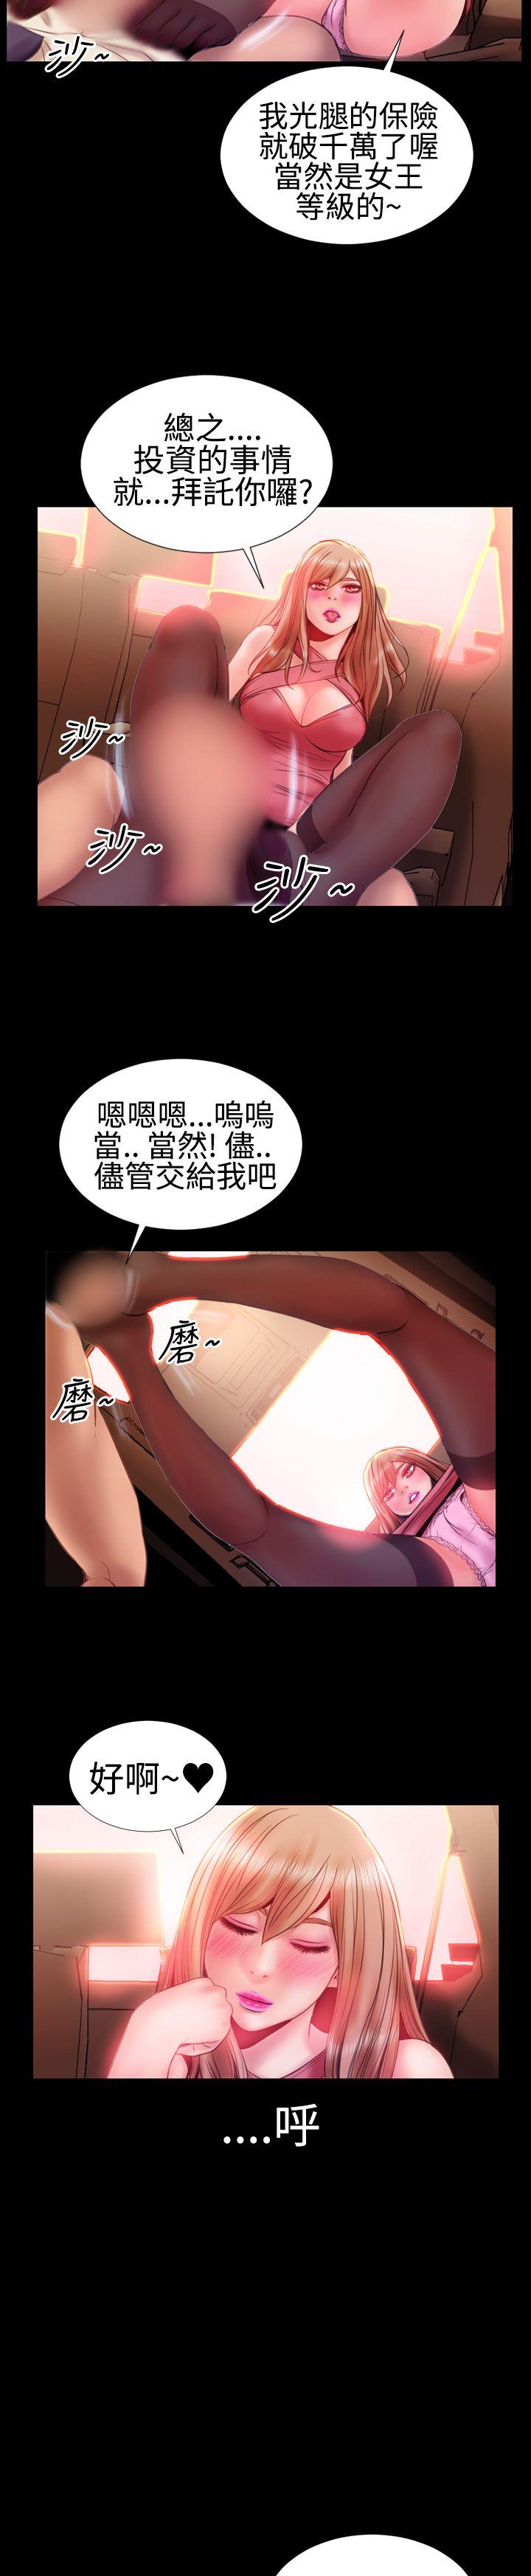 沙~
我光腿的保險
就破千萬了喔
當然是女王
等級的~
總之....
投資的事情
就...拜託你囉?
沙~
沙~
沙~
嗯嗯嗯...嗚嗚
當.. 當然! 儘..
儘管交給我吧
磨~
磨~
好啊~♥
....呼